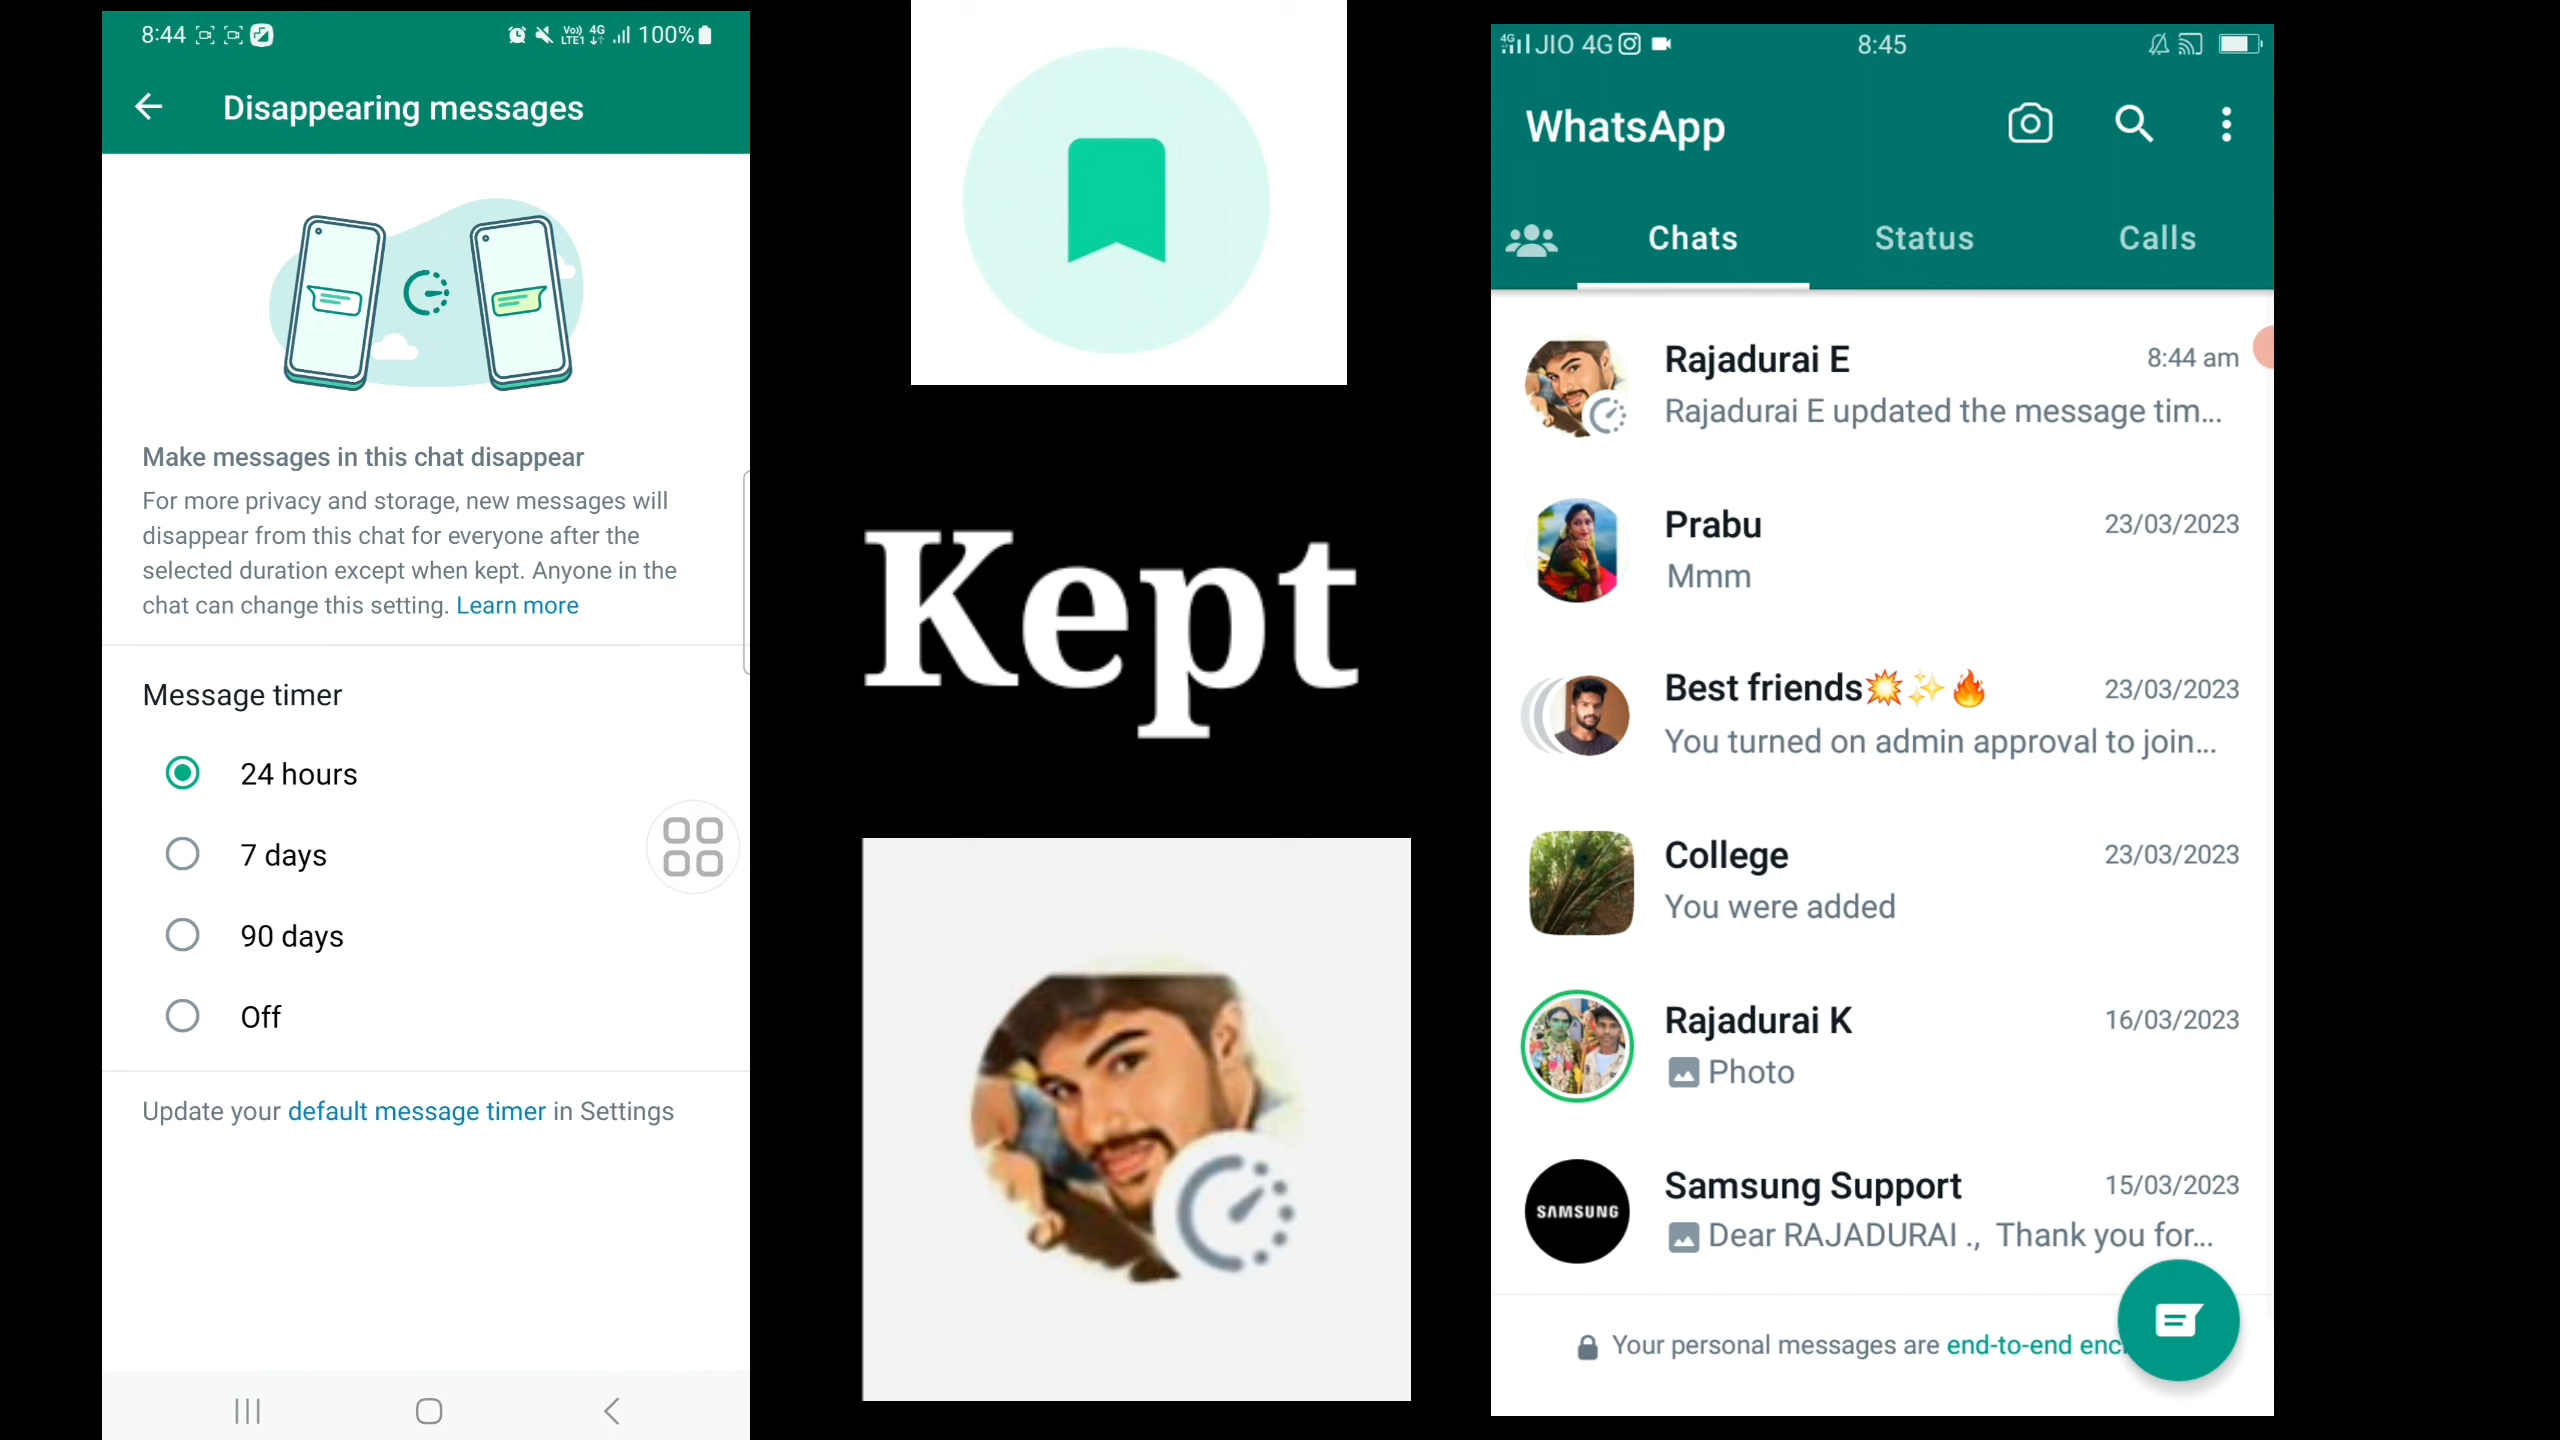 8:44
Voo) LTE1 4G 100%
Disappearing messages
Make messages in this chat disappear
For more privacy and storage, new messages will
disappear from this chat for everyone after the
selected duration except when kept. Anyone in the
chat can change this setting. Learn more
Message timer
24 hours
7 days
90 days
Off
Update your default message timer in Settings
Kept
4G JIO 4G 8:45
WhatsApp
Chats Status Calls
Rajadurai E 8:44 am
Rajadurai E updated the message tim...
Prabu 23/03/2023
Mmm
Best friends💥✨🔥 23/03/2023
You turned on admin approval to join...
College 23/03/2023
You were added
Rajadurai K 16/03/2023
Photo
SAMSUNG
Samsung Support 15/03/2023
Dear RAJADURAI ., Thank you for...
Your personal messages are end-to-end enc